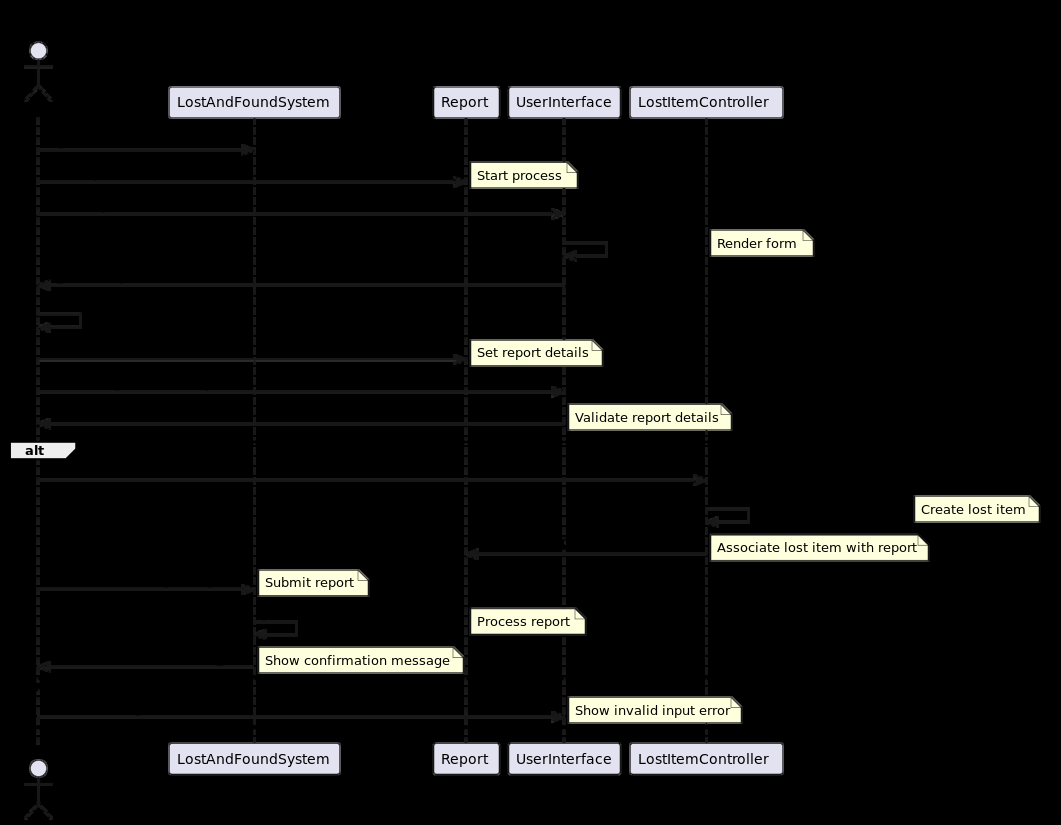 LostAndFoundSystem
Report
UserInterface
LostItemController
Start process
Render form
Set report details
Validate report details
alt
Create lost item
Associate lost item with report
Submit report
Process report
Show confirmation message
Show invalid input error
LostAndFoundSystem
Report
UserInterface
LostItemController